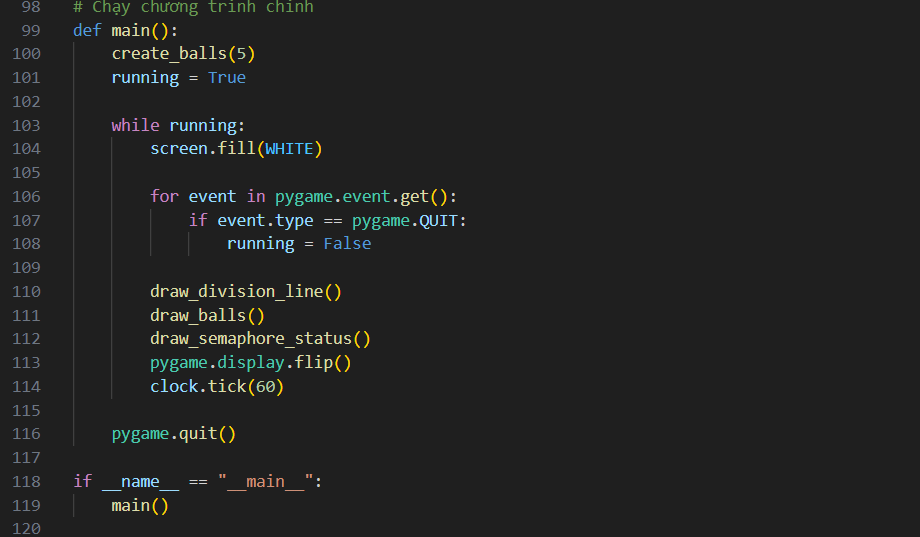 98 # Chạy chương trình chính
99 def main():
100 create_balls(5)
101 running = True
102
103 while running:
104 screen.fill(WHITE)
105
106 for event in pygame.event.get():
107 if event.type == pygame.QUIT:
108 running = False
109
110 draw_division_line()
111 draw_balls()
112 draw_semaphore_status()
113 pygame.display.flip()
114 clock.tick(60)
115
116 pygame.quit()
117
118 if __name__ == "__main__":
119 main()
120